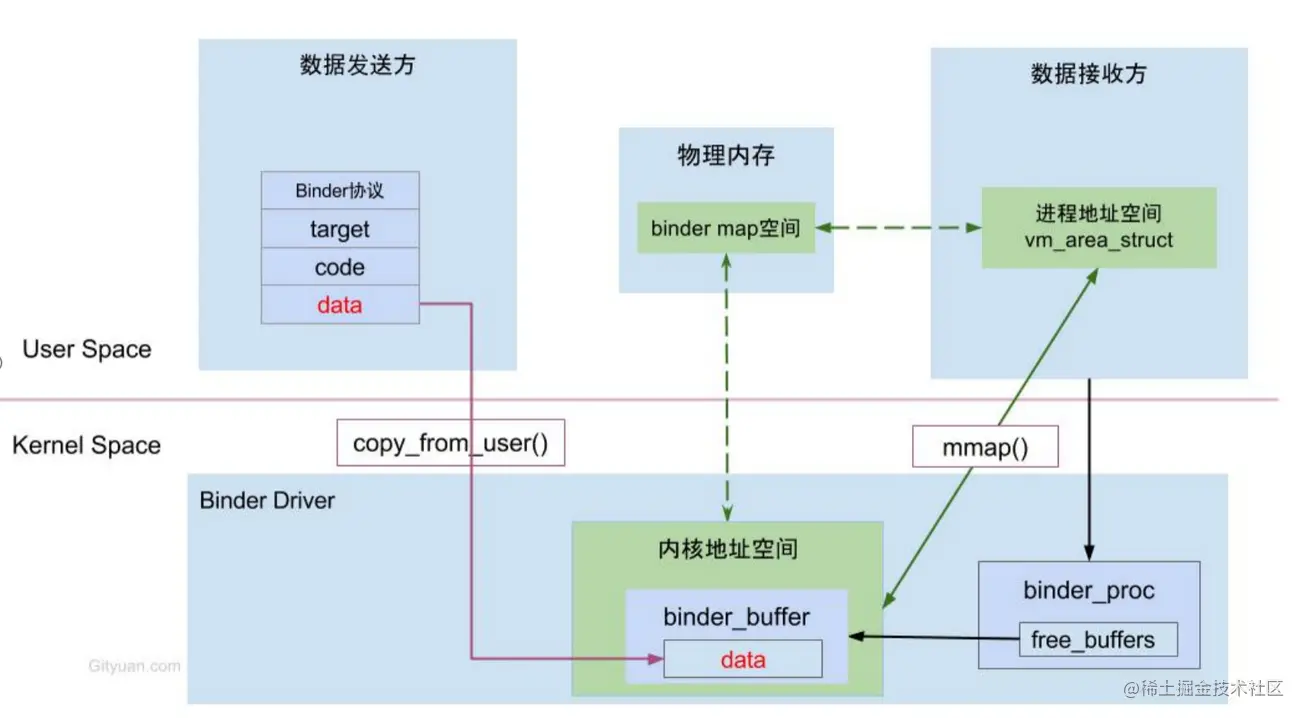 数据发送方
Binder协议
target
code
data
物理内存
binder map空间
数据接收方
进程地址空间
vm_area_struct
User Space
Kernel Space
copy_from_user()
mmap()
Binder Driver
内核地址空间
binder_buffer
data
binder_proc
free_buffers
Gityuan.com
@稀土掘金技术社区